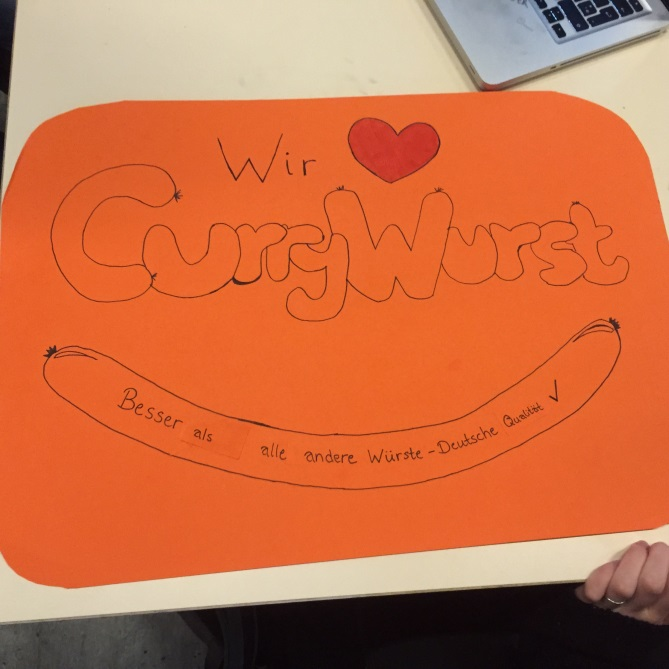 Wir
CurryWurst
Besser als alle andere Würste - Deutsche Qualität ✓